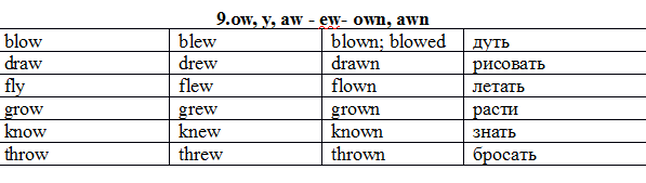 9.ow, y, aw - ew- own, awn
blow blew blown; blowed дуть
draw drew drawn рисовать
fly flew flown летать
grow grew grown расти
know knew known знать
throw threw thrown бросать